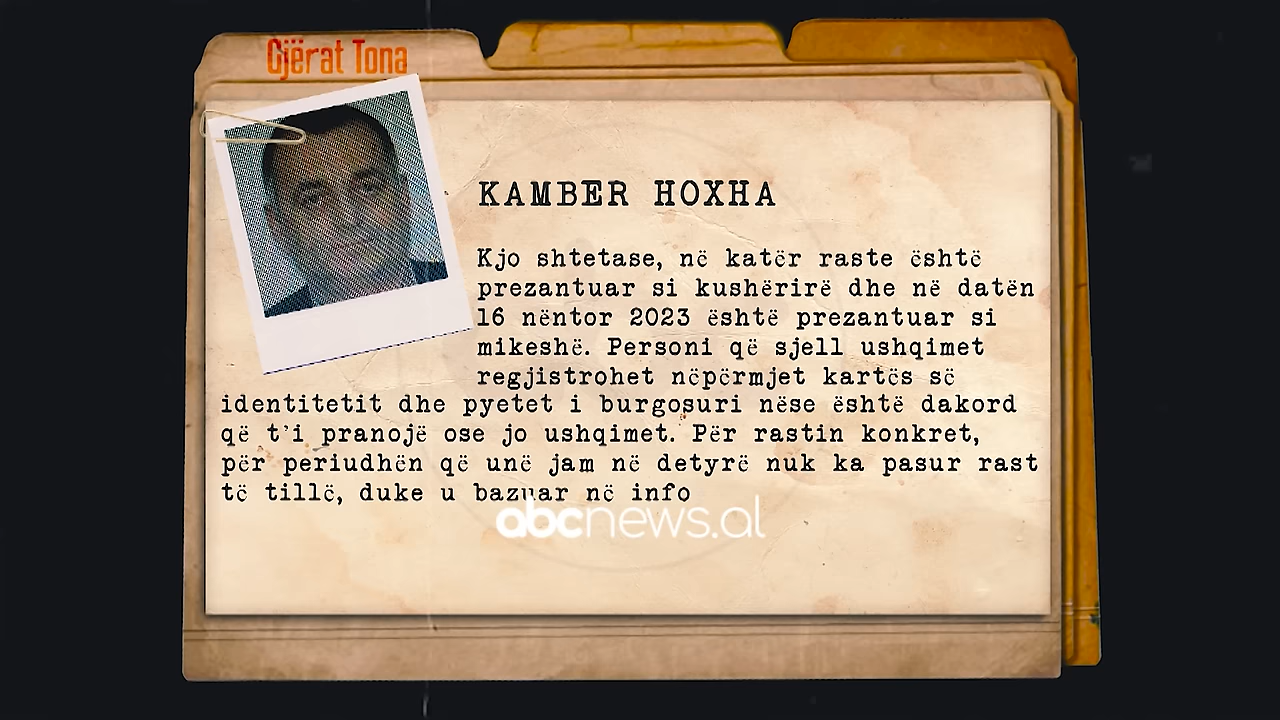 Gjërat Tona
KAMBER HOXHA
Kjo shtetase, në katër raste është
prezantuar si kushërirë dhe në datën
16 nëntor 2023 është prezantuar si
mikeshë. Personi që sjell ushqimet
regjistrohet nëpërmjet kartës së
identitetit dhe pyetet i burgosuri nëse është dakord
që t'i pranojë ose jo ushqimet. Për rastin konkret,
për periudhën që unë jam në detyrë nuk ka pasur rast
të tillë, duke u bazuar në info
abcnews.al